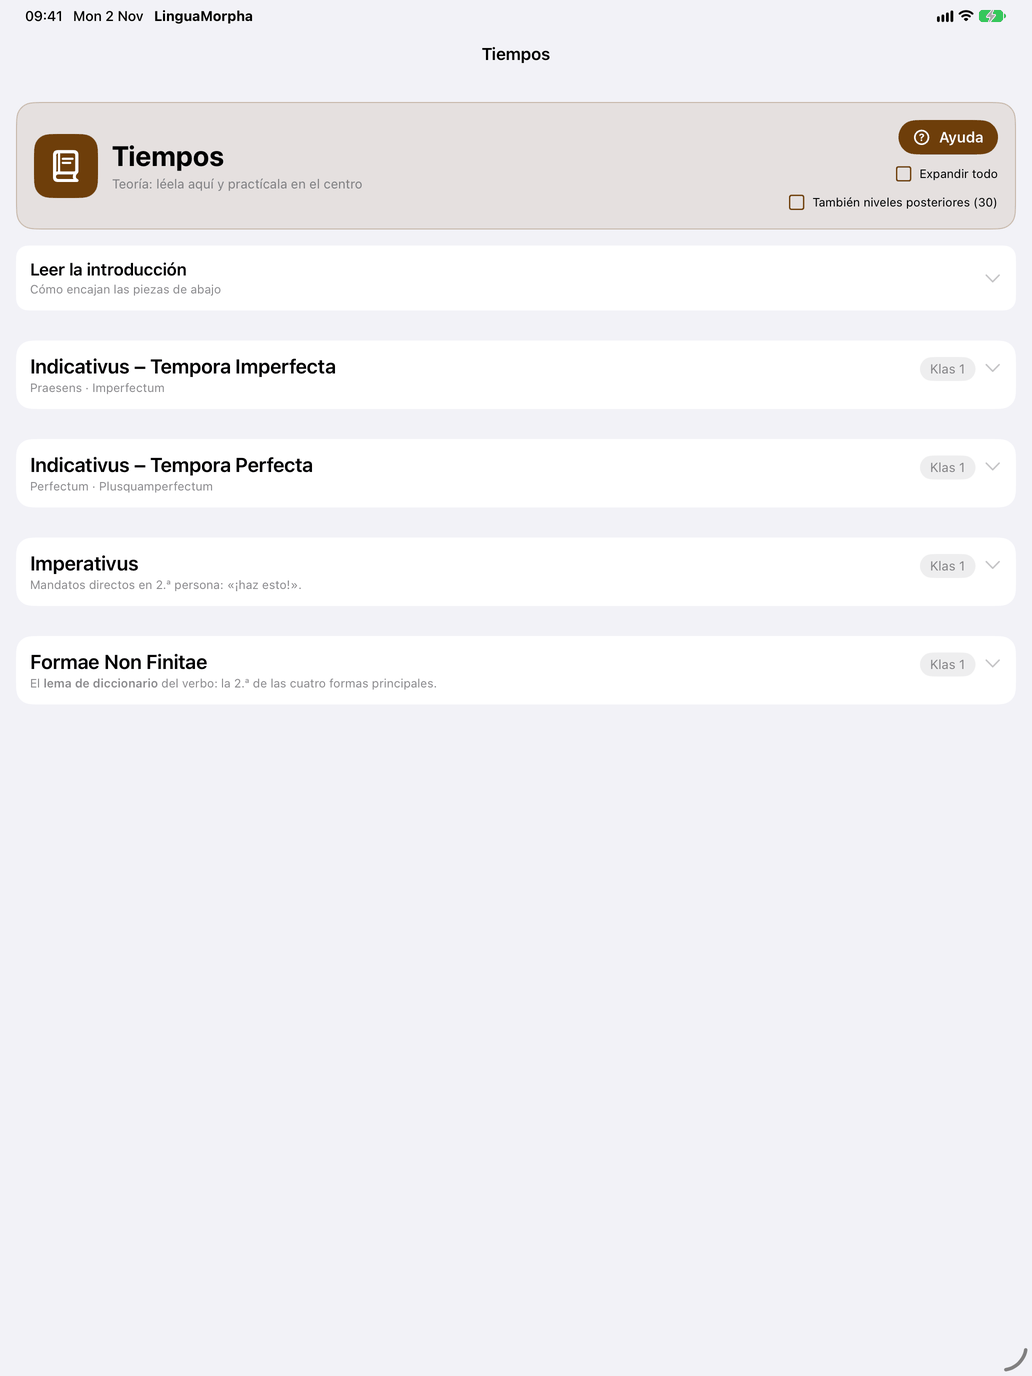 09:41 Mon 2 Nov LinguaMorpha
Tiempos
Tiempos
Teoría: léela aquí y practícala en el centro
Ayuda
Expandir todo
También niveles posteriores (30)
Leer la introducción
Cómo encajan las piezas de abajo
Indicativus – Tempora Imperfecta
Praesens · Imperfectum
Klas 1
Indicativus – Tempora Perfecta
Perfectum · Plusquamperfectum
Klas 1
Imperativus
Mandatos directos en 2.ª persona: «¡haz esto!».
Klas 1
Formae Non Finitae
El lema de diccionario del verbo: la 2.ª de las cuatro formas principales.
Klas 1